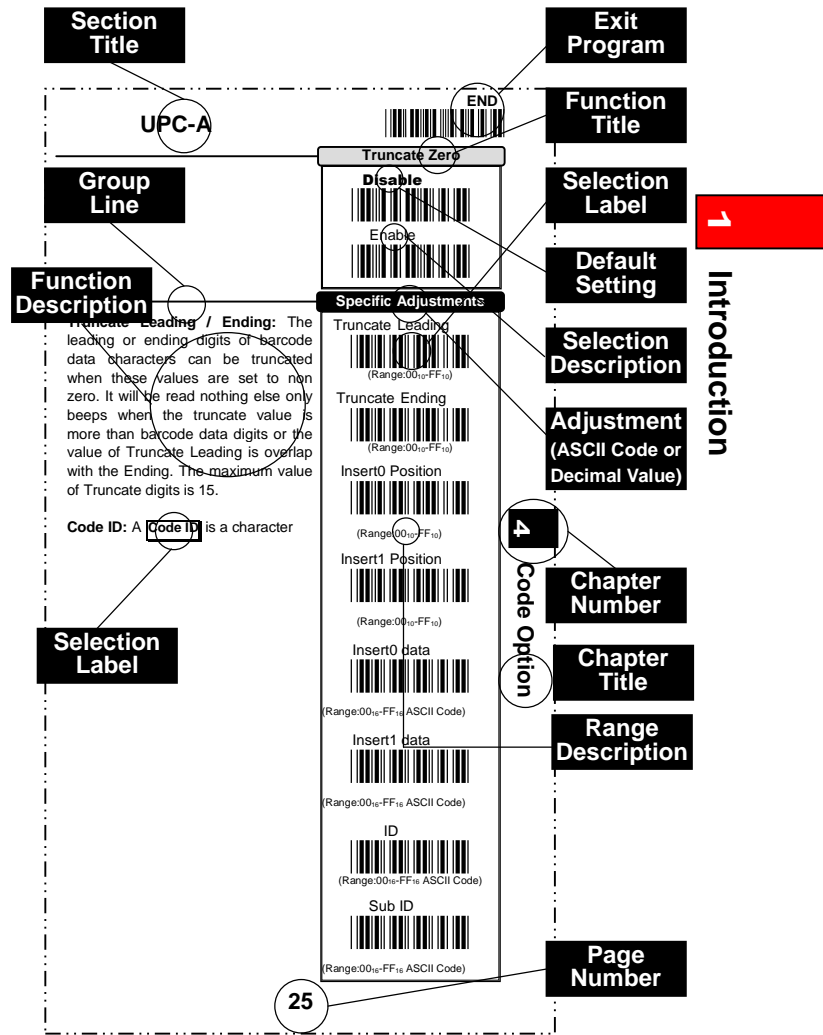 Section
Title
Exit
Program
END
UPC-A
Function
Title
Truncate Zero
Disable
Group
Line
Selection
Label
Enable
1
Introduction
Function
Description
Default
Setting
Specific Adjustments
Truncate Leading / Ending: The
leading or ending digits of barcode
data characters can be truncated
when these values are set to non
zero. It will be read nothing else only
beeps when the truncate value is
more than barcode data digits or the
value of Truncate Leading is overlap
with the Ending. The maximum value
of Truncate digits is 15.
Code ID: A Code ID is a character
Truncate Leading
(Range:00₁₀-FF₁₀)
Truncate Ending
(Range:00₁₀-FF₁₀)
Insert0 Position
(Range:00₁₀-FF₁₀)
Insert1 Position
(Range:00₁₀-FF₁₀)
Insert0 data
(Range:00₁₆-FF₁₆ ASCII Code)
Insert1 data
(Range:00₁₆-FF₁₆ ASCII Code)
ID
(Range:00₁₆-FF₁₆ ASCII Code)
Sub ID
(Range:00₁₆-FF₁₆ ASCII Code)
Selection
Description
Adjustment
(ASCII Code or
Decimal Value)
4
Code Option
Chapter
Number
Chapter
Title
Selection
Label
Range
Description
Page
Number
25